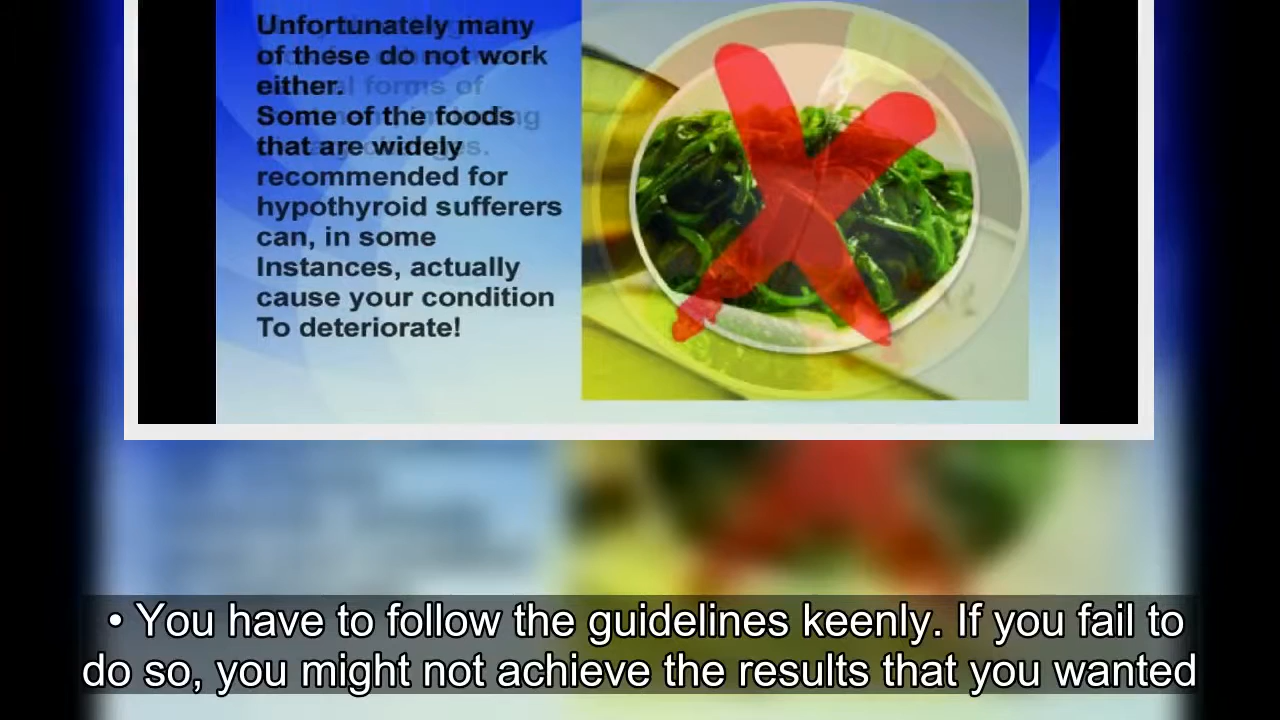 Unfortunately many
of these do not work
either.
Some of the foods
that are widely
recommended for
hypothyroid sufferers
can, in some
Instances, actually
cause your condition
To deteriorate!
• You have to follow the guidelines keenly. If you fail to
do so, you might not achieve the results that you wanted